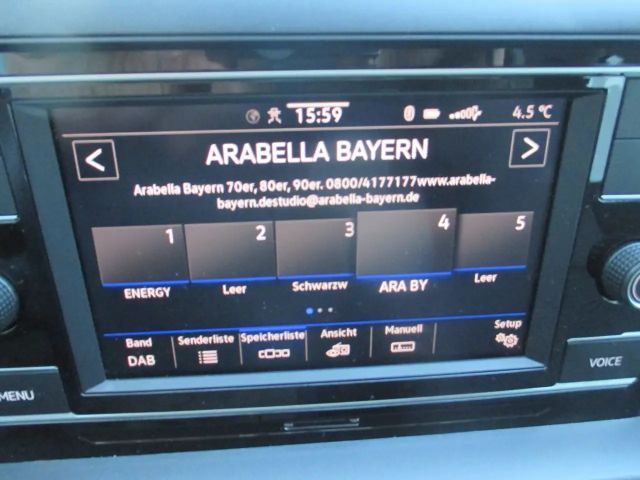 15:59 4.5 °C
ARABELLA BAYERN
Arabella Bayern 70er, 80er, 90er. 0800/4177177www.arabella-
bayern.destudio@arabella-bayern.de
1 2 3 4 5
ENERGY Leer Schwarzw ARA BY Leer
Band Senderliste Speicherliste Ansicht Manuell Setup
DAB
MENU VOICE